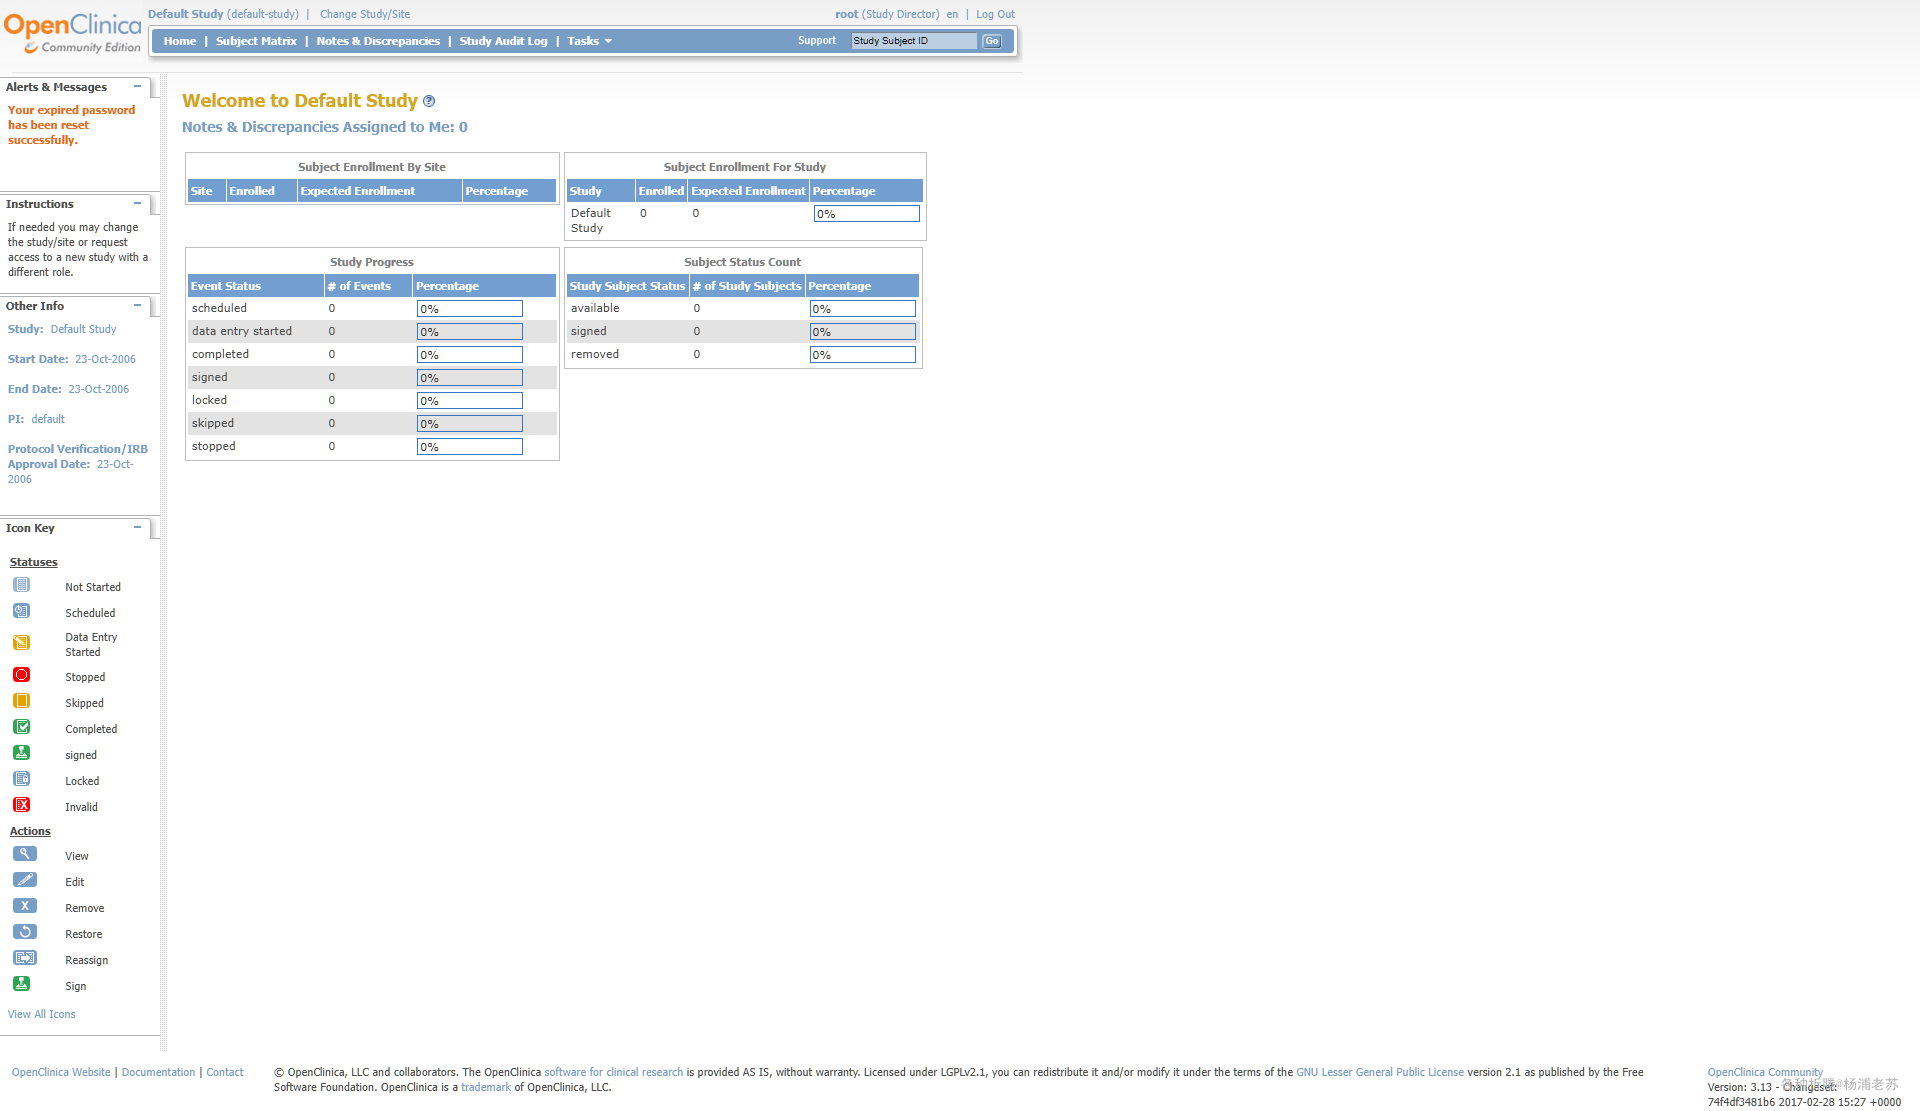 OpenClinica
Community Edition
Default Study (default-study) | Change Study/Site
root (Study Director) en | Log Out
Home | Subject Matrix | Notes & Discrepancies | Study Audit Log | Tasks
Support Study Subject ID Go
Alerts & Messages
Your expired password
has been reset
successfully.
Instructions
If needed you may change
the study/site or request
access to a new study with a
different role.
Other Info
Study: Default Study
Start Date: 23-Oct-2006
End Date: 23-Oct-2006
PI: default
Protocol Verification/IRB
Approval Date: 23-Oct-
2006
Icon Key
Statuses
Not Started
Scheduled
Data Entry
Started
Stopped
Skipped
Completed
signed
Locked
Invalid
Actions
View
Edit
Remove
Restore
Reassign
Sign
View All Icons
Welcome to Default Study ?
Notes & Discrepancies Assigned to Me: 0
Subject Enrollment By Site
Site Enrolled Expected Enrollment Percentage
Subject Enrollment For Study
Study Enrolled Expected Enrollment Percentage
Default 0 0 0%
Study
Study Progress
Event Status # of Events Percentage
scheduled 0 0%
data entry started 0 0%
completed 0 0%
signed 0 0%
locked 0 0%
skipped 0 0%
stopped 0 0%
Subject Status Count
Study Subject Status # of Study Subjects Percentage
available 0 0%
signed 0 0%
removed 0 0%
OpenClinica Website | Documentation | Contact
© OpenClinica, LLC and collaborators. The OpenClinica software for clinical research is provided AS IS, without warranty. Licensed under LGPLv2.1, you can redistribute it and/or modify it under the terms of the GNU Lesser General Public License version 2.1 as published by the Free
Software Foundation. OpenClinica is a trademark of OpenClinica, LLC.
OpenClinica Community
Version: 3.13 - Changeset:
74f4df3481b6 2017-02-28 15:27 +0000
各种折腾@杨浦老苏